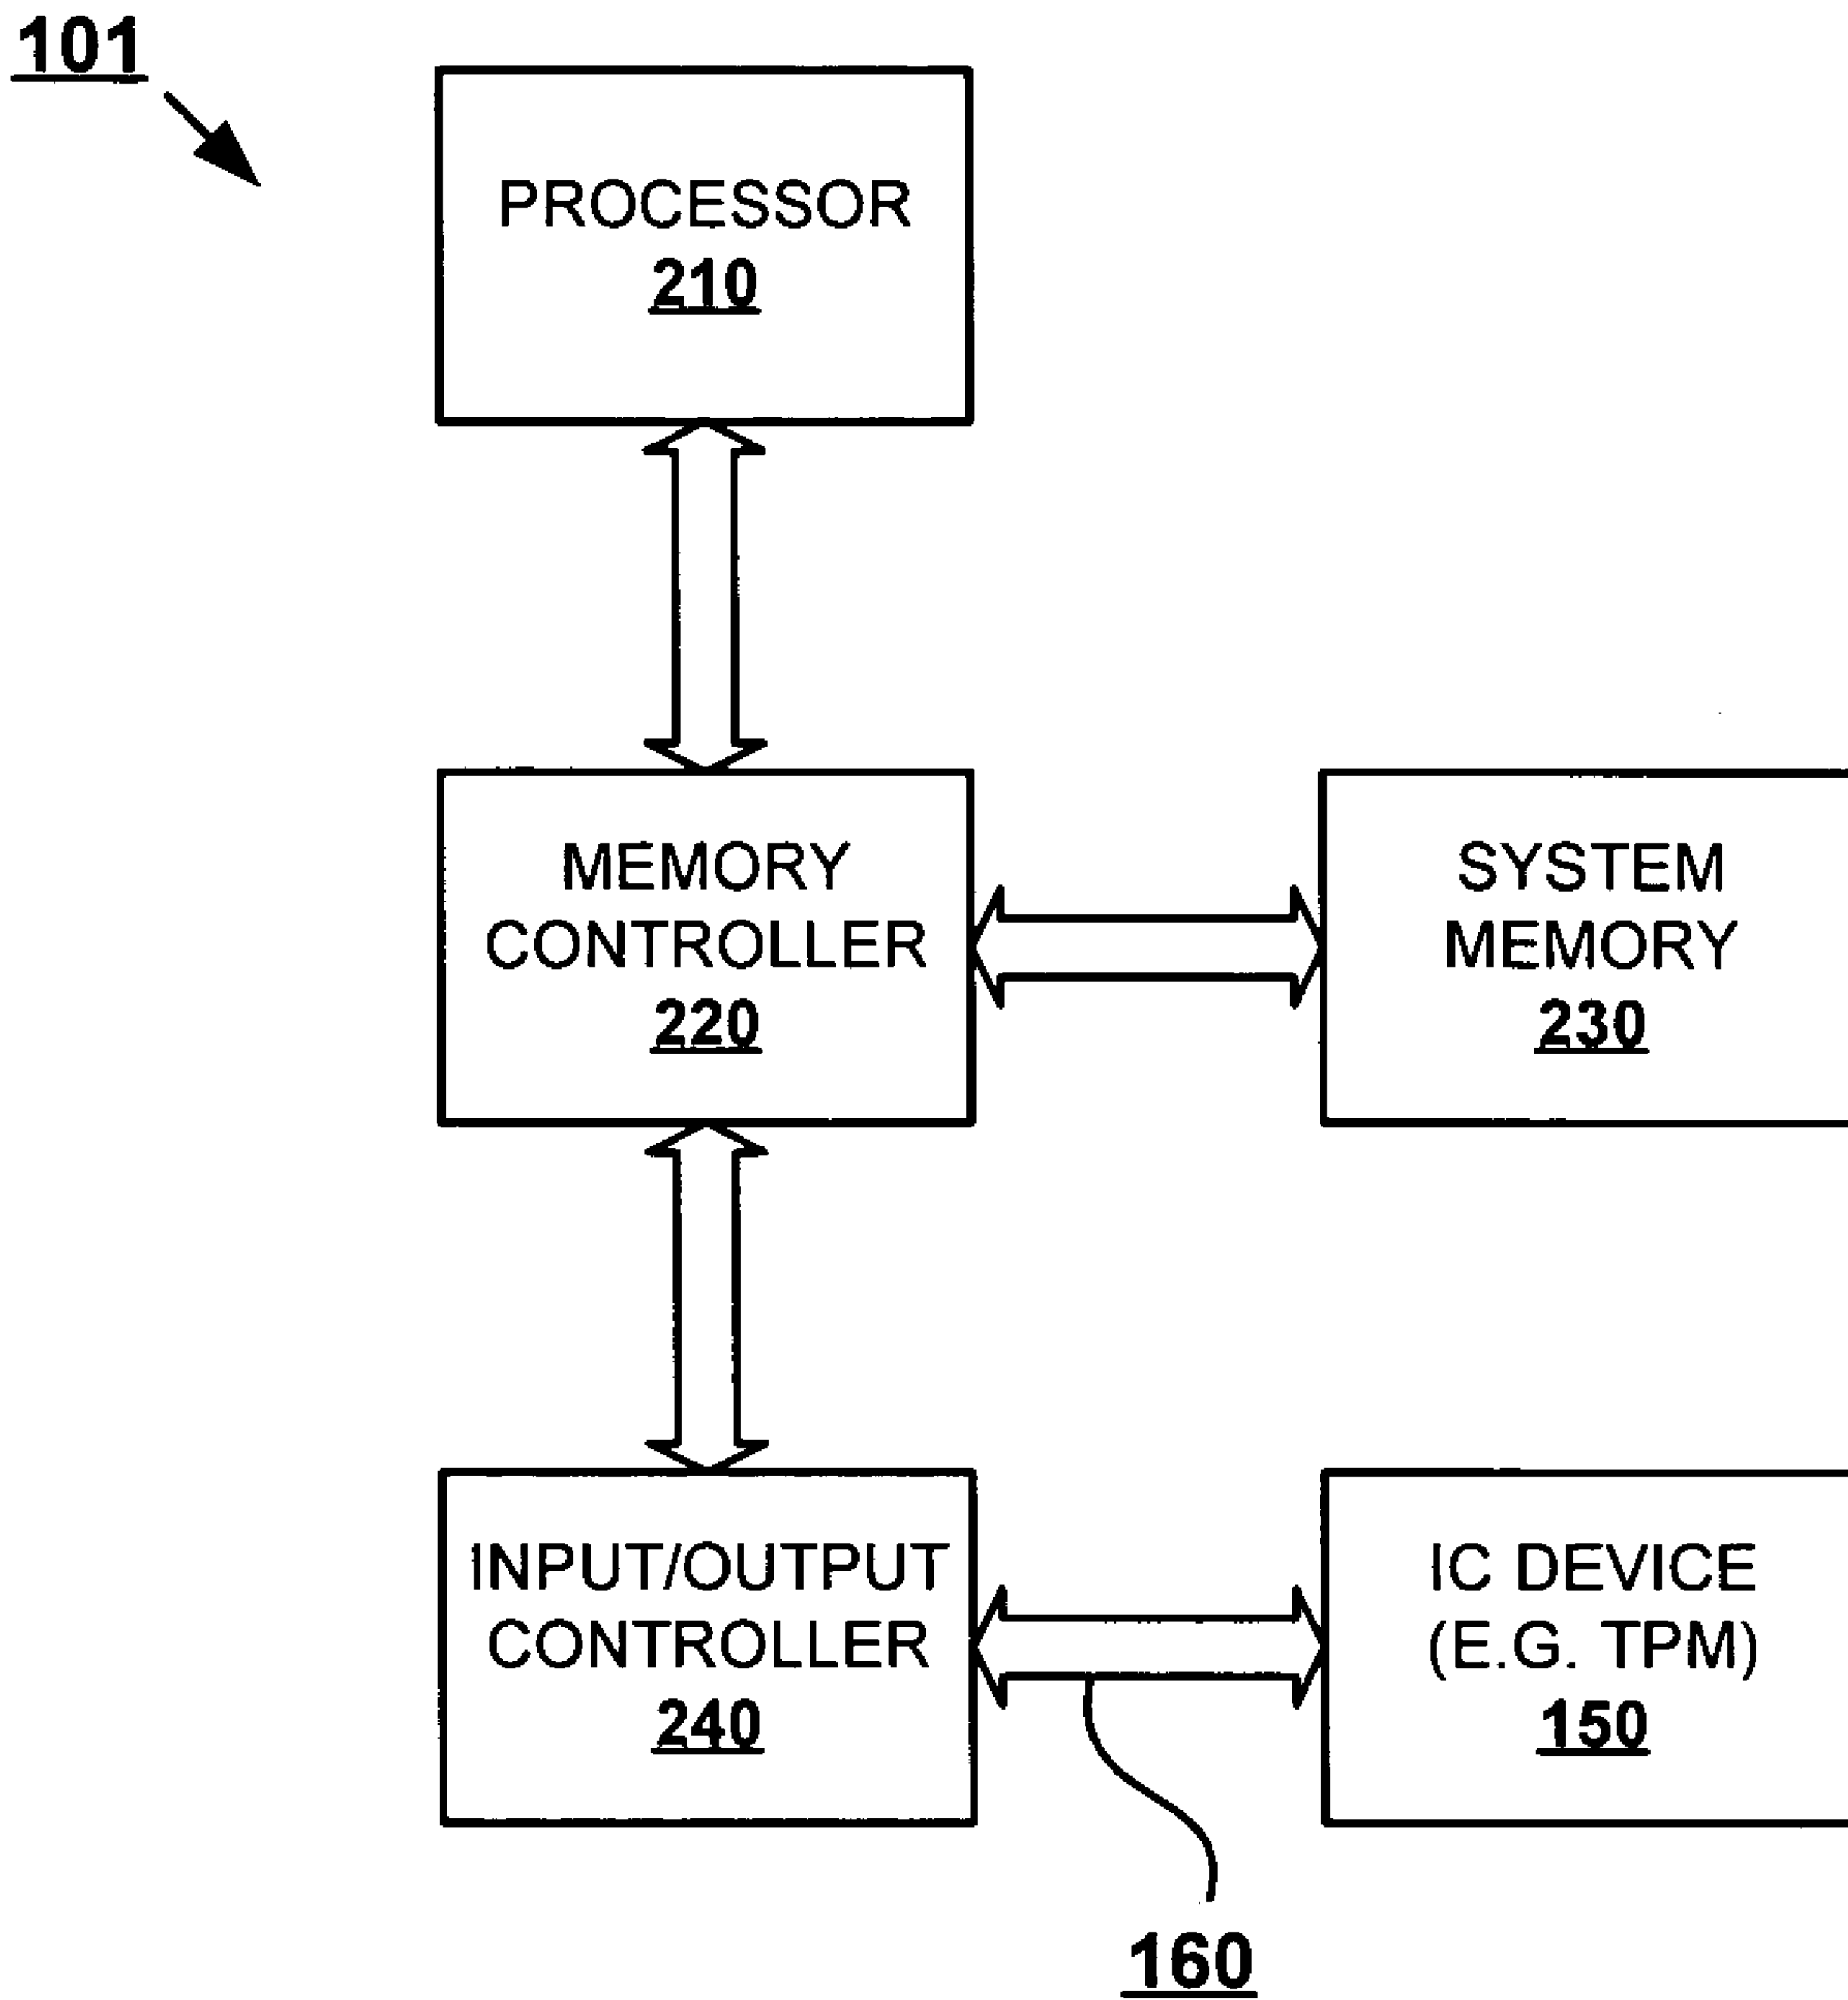 101
PROCESSOR
210
MEMORY
CONTROLLER
220
SYSTEM
MEMORY
230
INPUT/OUTPUT
CONTROLLER
240
IC DEVICE
(E.G. TPM)
150
160